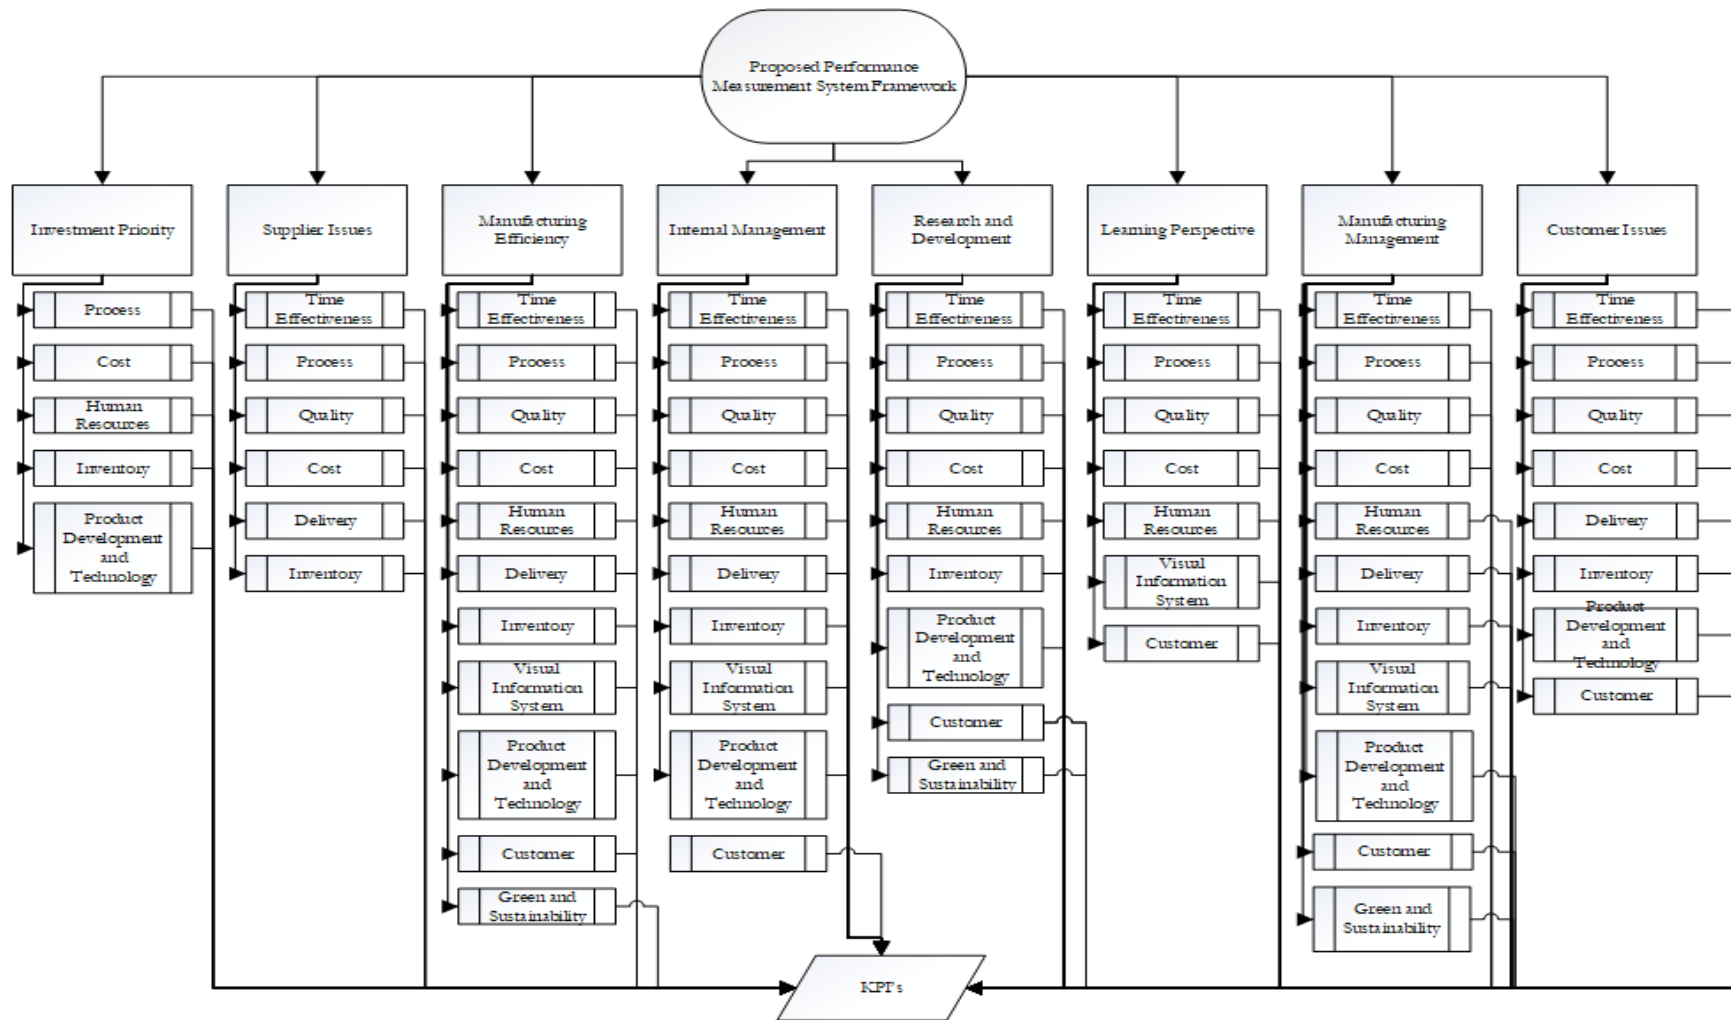 Proposed Performance
Measurement System Framework
Investment Priority
Supplier Issues
Manufacturing
Efficiency
Internal Management
Research and
Development
Learning Perspective
Manufacturing
Management
Customer Issues
Process
Cost
Human
Resources
Inventory
Product
Development
and
Technology
Time
Effectiveness
Process
Quality
Cost
Delivery
Inventory
Time
Effectiveness
Process
Quality
Cost
Human
Resources
Delivery
Inventory
Visual
Information
System
Product
Development
and
Technology
Customer
Green and
Sustainability
Time
Effectiveness
Process
Quality
Cost
Human
Resources
Delivery
Inventory
Visual
Information
System
Product
Development
and
Technology
Customer
Time
Effectiveness
Process
Quality
Cost
Human
Resources
Inventory
Product
Development
and
Technology
Customer
Green and
Sustainability
Time
Effectiveness
Process
Quality
Cost
Human
Resources
Visual
Information
System
Customer
Time
Effectiveness
Process
Quality
Cost
Human
Resources
Delivery
Inventory
Visual
Information
System
Product
Development
and
Technology
Customer
Green and
Sustainability
Time
Effectiveness
Process
Quality
Cost
Delivery
Inventory
Product
Development
and
Technology
Customer
KPI's